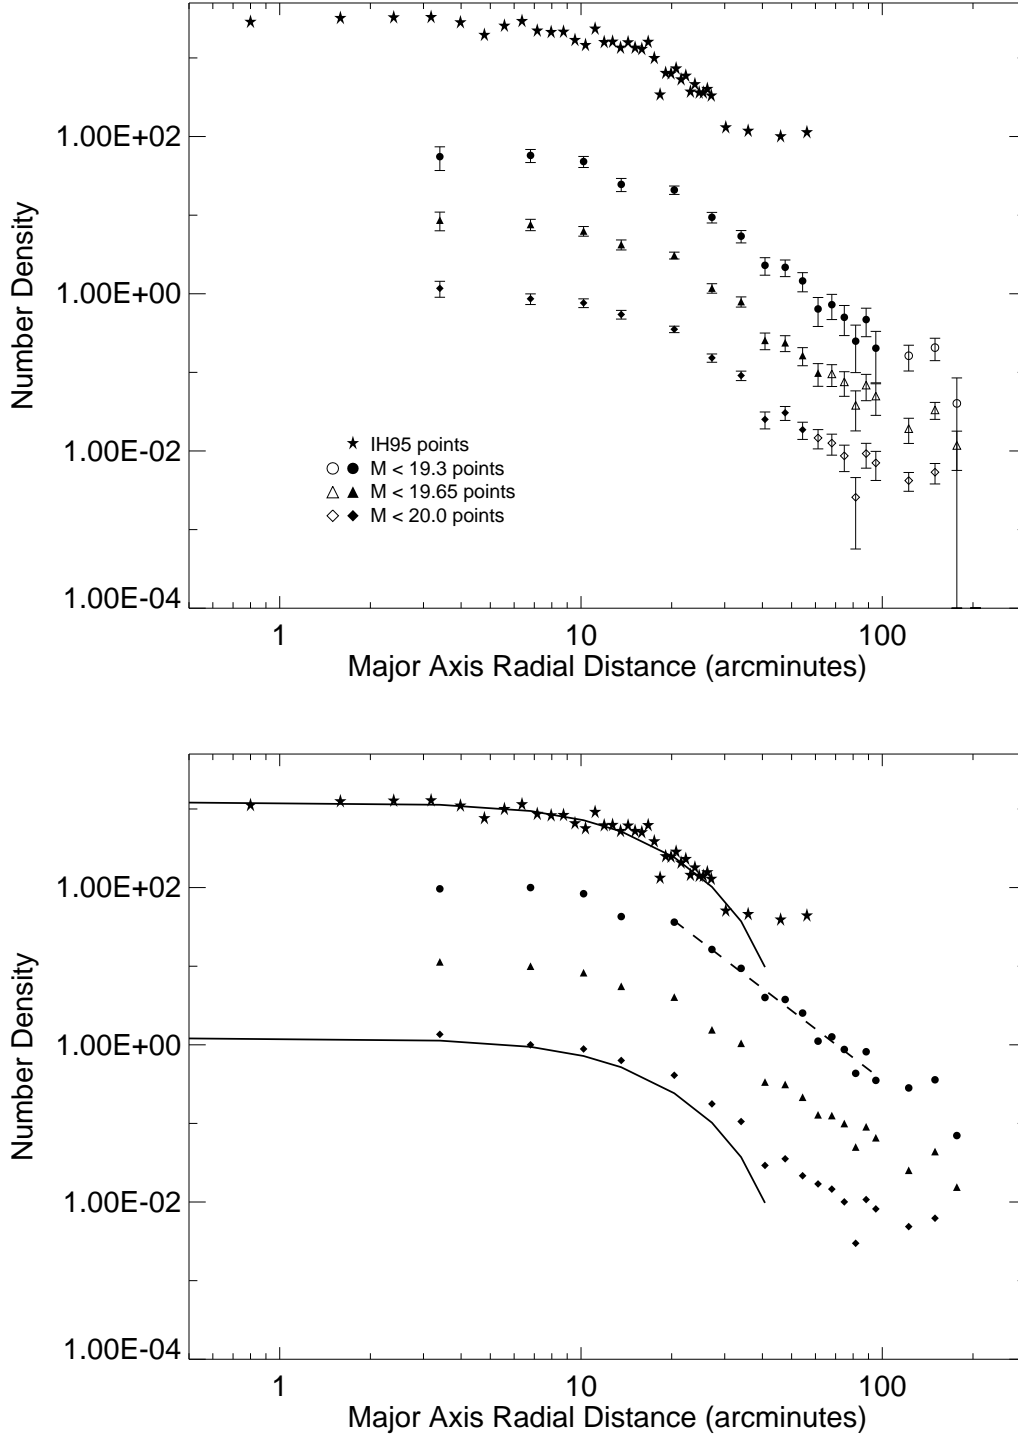 1.00E+02
1.00E+00
1.00E-02
1.00E-04
Number Density
IH95 points
M < 19.3 points
M < 19.65 points
M < 20.0 points
1 10 100
Major Axis Radial Distance (arcminutes)
1.00E+02
1.00E+00
1.00E-02
1.00E-04
Number Density
1 10 100
Major Axis Radial Distance (arcminutes)